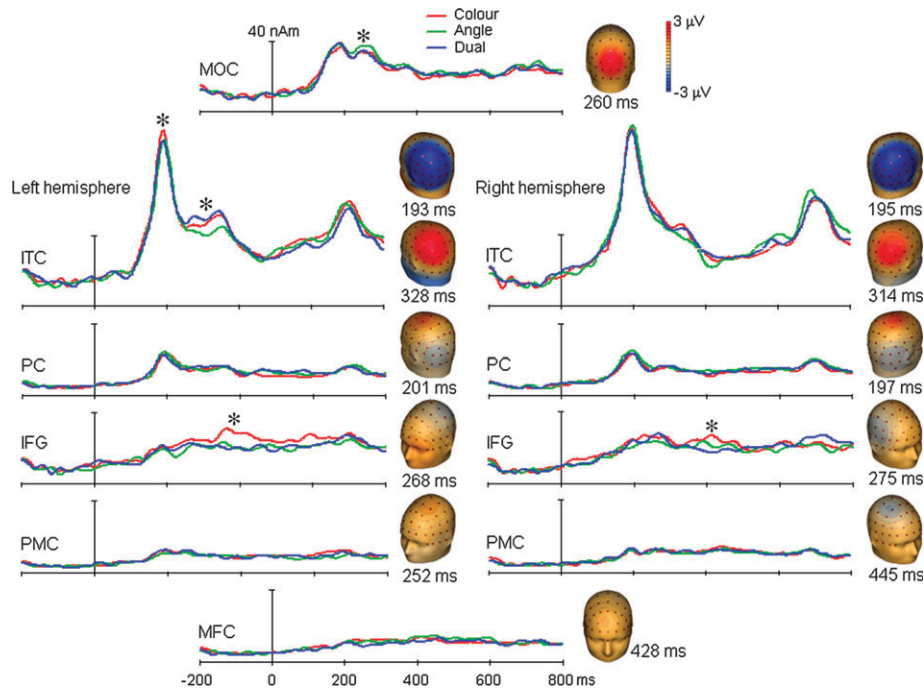 40 nAm
Colour
Angle
Dual
3 µV
-3 µV
*
MOC
260 ms
*
*
Left hemisphere
193 ms
ITC
328 ms
Right hemisphere
195 ms
ITC
314 ms
PC
201 ms
PC
197 ms
*
IFG
268 ms
*
IFG
275 ms
PMC
252 ms
PMC
445 ms
MFC
428 ms
-200 0 200 400 600 800 ms